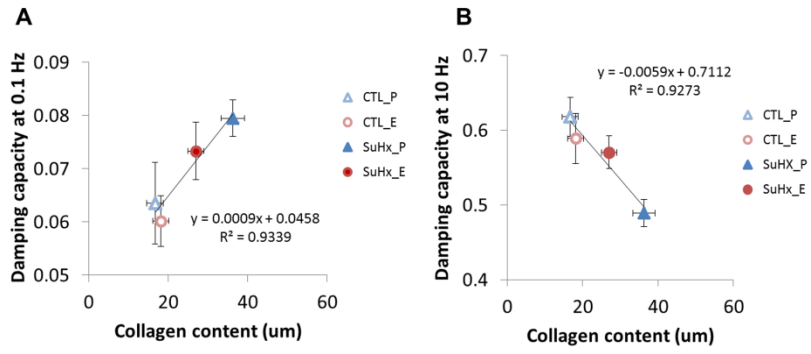 A
Damping capacity at 0.1 Hz
0.09
0.08
0.07
0.06
0.05
0
20
40
60
Collagen content (um)
y = 0.0009x + 0.0458
R² = 0.9339
CTL_P
CTL_E
SuHx_P
SuHx_E
B
Damping capacity at 10 Hz
0.7
0.6
0.5
0.4
0
20
40
60
Collagen content (um)
y = -0.0059x + 0.7112
R² = 0.9273
CTL_P
CTL_E
SuHX_P
SuHx_E